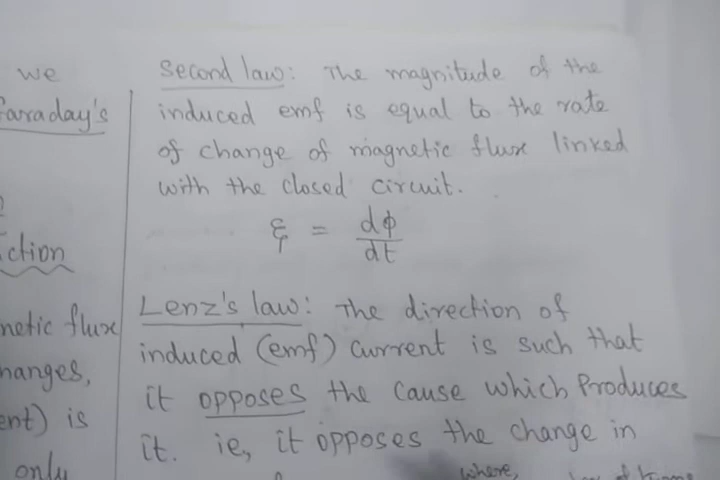 we
Faraday's
ction
netic flux
hanges,
ent) is
only
Second law: The magnitude of the
induced emf is equal to the rate
of change of magnetic flux linked
with the closed circuit.
ξ = dφ/dt
Lenz's law: The direction of
induced (emf) current is such that
it opposes the cause which Produces
it. ie, it opposes the change in
where,